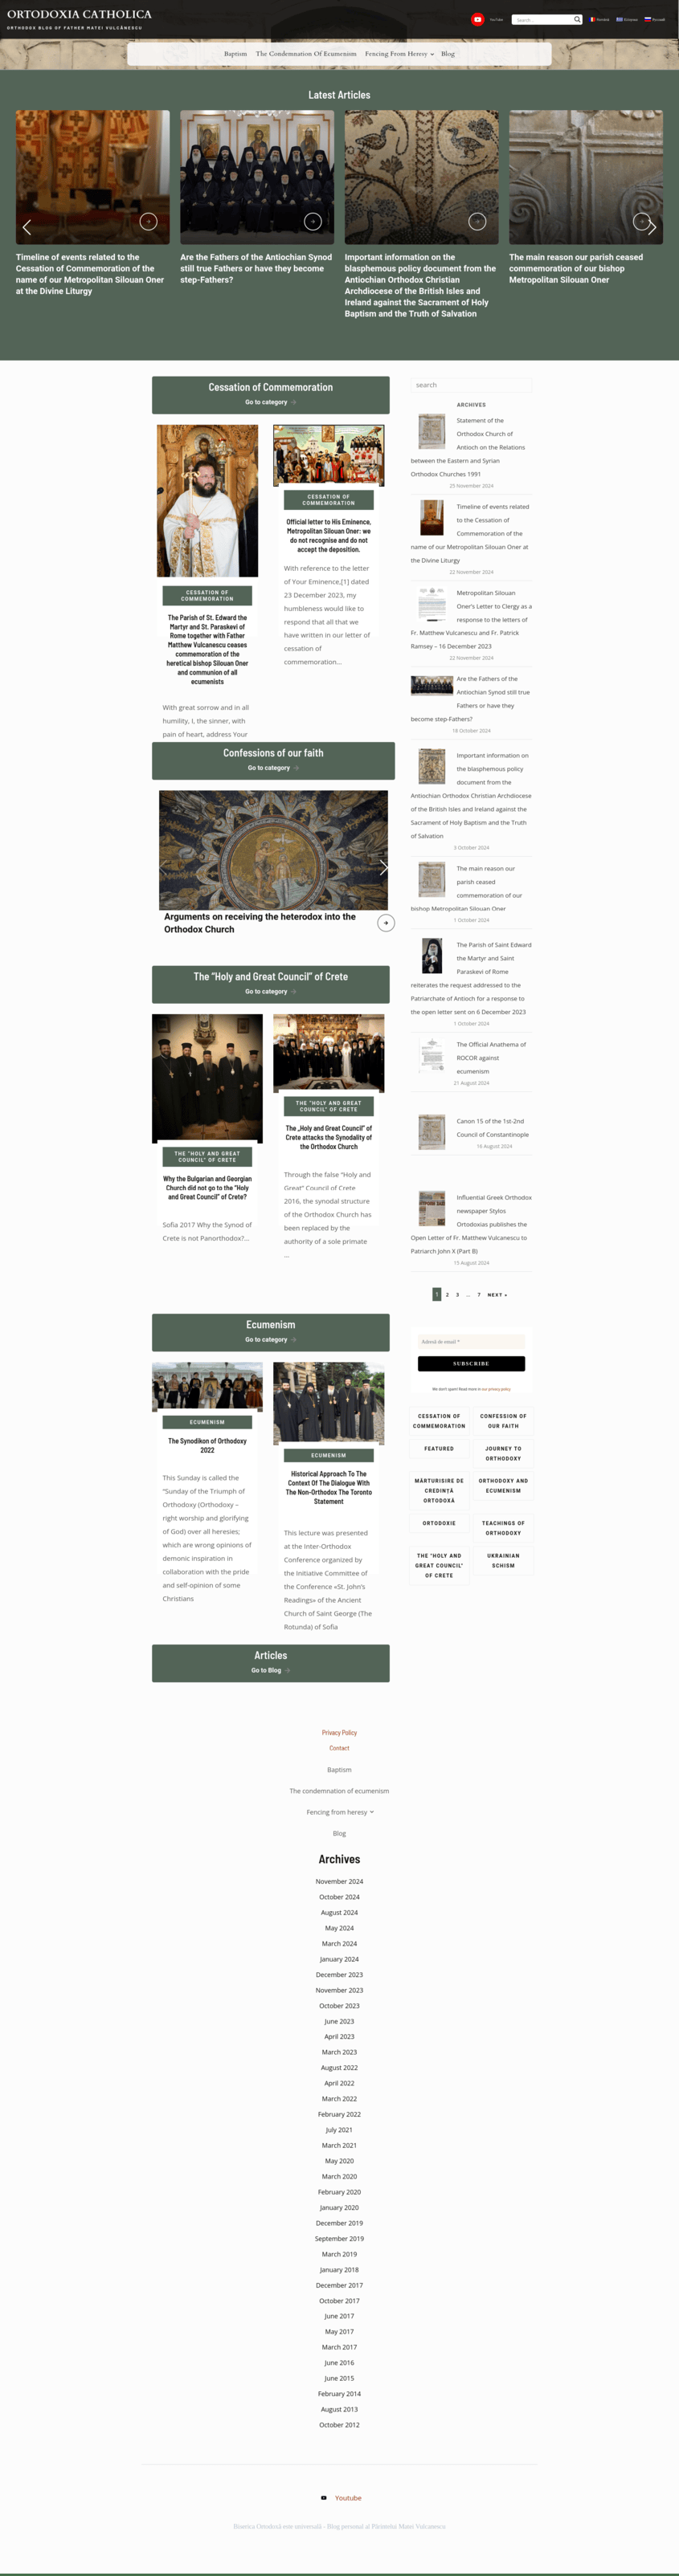 ORTODOXIA CATHOLICA
ORTHODOX BLOG OF FATHER MATEI VULCĂNESCU
YouTube
Search...
Română
Ελληνικα
Русский
Baptism
The Condemnation Of Ecumenism
Fencing From Heresy
Blog
Latest Articles
Timeline of events related to the
Cessation of Commemoration of the
name of our Metropolitan Silouan Oner
at the Divine Liturgy
Are the Fathers of the Antiochian Synod
still true Fathers or have they become
step-Fathers?
Important information on the
blasphemous policy document from the
Antiochian Orthodox Christian
Archdiocese of the British Isles and
Ireland against the Sacrament of Holy
Baptism and the Truth of Salvation
The main reason our parish ceased
commemoration of our bishop
Metropolitan Silouan Oner
Cessation of Commemoration
Go to category
CESSATION OF
COMMEMORATION
The Parish of St. Edward the
Martyr and St. Paraskevi of
Rome together with Father
Matthew Vulcanescu ceases
commemoration of the
heretical bishop Silouan Oner
and communion of all
ecumenists
With great sorrow and in all
humility, I, the sinner, with
pain of heart, address Your
CESSATION OF
COMMEMORATION
Official letter to His Eminence,
Metropolitan Silouan Oner: we
do not recognise and do not
accept the deposition.
With reference to the letter
of Your Eminence,[1] dated
23 December 2023, my
humbleness would like to
respond that all that we
have written in our letter of
cessation of
commemoration...
Confessions of our faith
Go to category
Arguments on receiving the heterodox into the
Orthodox Church
The "Holy and Great Council" of Crete
Go to category
THE "HOLY AND GREAT
COUNCIL" OF CRETE
Why the Bulgarian and Georgian
Church did not go to the "Holy
and Great Council" of Crete?
Sofia 2017 Why the Synod of
Crete is not Panorthodox?...
THE "HOLY AND GREAT
COUNCIL" OF CRETE
The „Holy and Great Council" of
Crete attacks the Synodality of
the Orthodox Church
Through the false "Holy and
Great" Council of Crete
2016, the synodal structure
of the Orthodox Church has
been replaced by the
authority of a sole primate
...
Ecumenism
Go to category
ECUMENISM
The Synodikon of Orthodoxy
2022
This Sunday is called the
"Sunday of the Triumph of
Orthodoxy (Orthodoxy –
right worship and glorifying
of God) over all heresies;
which are wrong opinions of
demonic inspiration in
collaboration with the pride
and self-opinion of some
Christians
ECUMENISM
Historical Approach To The
Context Of The Dialogue With
The Non-Orthodox The Toronto
Statement
This lecture was presented
at the Inter-Orthodox
Conference organized by
the Initiative Committee of
the Conference «St. John's
Readings» of the Ancient
Church of Saint George (The
Rotunda) of Sofia
Articles
Go to Blog
search
ARCHIVES
Statement of the
Orthodox Church of
Antioch on the Relations
between the Eastern and Syrian
Orthodox Churches 1991
25 November 2024
Timeline of events related
to the Cessation of
Commemoration of the
name of our Metropolitan Silouan Oner at
the Divine Liturgy
22 November 2024
Metropolitan Silouan
Oner's Letter to Clergy as a
response to the letters of
Fr. Matthew Vulcanescu and Fr. Patrick
Ramsey – 16 December 2023
22 November 2024
Are the Fathers of the
Antiochian Synod still true
Fathers or have they
become step-Fathers?
18 October 2024
Important information on
the blasphemous policy
document from the
Antiochian Orthodox Christian Archdiocese
of the British Isles and Ireland against the
Sacrament of Holy Baptism and the Truth
of Salvation
3 October 2024
The main reason our
parish ceased
commemoration of our
bishop Metropolitan Silouan Oner
1 October 2024
The Parish of Saint Edward
the Martyr and Saint
Paraskevi of Rome
reiterates the request addressed to the
Patriarchate of Antioch for a response to
the open letter sent on 6 December 2023
1 October 2024
The Official Anathema of
ROCOR against
ecumenism
21 August 2024
Canon 15 of the 1st-2nd
Council of Constantinople
16 August 2024
Influential Greek Orthodox
newspaper Stylos
Ortodoxias publishes the
Open Letter of Fr. Matthew Vulcanescu to
Patriarch John X (Part B)
15 August 2024
1 2 3 … 7 NEXT »
Adresă de email *
SUBSCRIBE
We don't spam! Read more in our privacy policy
CESSATION OF
COMMEMORATION
CONFESSION OF
OUR FAITH
FEATURED
JOURNEY TO
ORTHODOXY
MĂRTURISIRE DE
CREDINȚĂ
ORTODOXĂ
ORTHODOXY AND
ECUMENISM
ORTODOXIE
TEACHINGS OF
ORTHODOXY
THE "HOLY AND
GREAT COUNCIL"
OF CRETE
UKRAINIAN
SCHISM
Privacy Policy
Contact
Baptism
The condemnation of ecumenism
Fencing from heresy
Blog
Archives
November 2024
October 2024
August 2024
May 2024
March 2024
January 2024
December 2023
November 2023
October 2023
June 2023
April 2023
March 2023
August 2022
April 2022
March 2022
February 2022
July 2021
March 2021
May 2020
March 2020
February 2020
January 2020
December 2019
September 2019
March 2019
January 2018
December 2017
October 2017
June 2017
May 2017
March 2017
June 2016
June 2015
February 2014
August 2013
October 2012
Youtube
Biserica Ortodoxă este universală - Blog personal al Părintelui Matei Vulcanescu